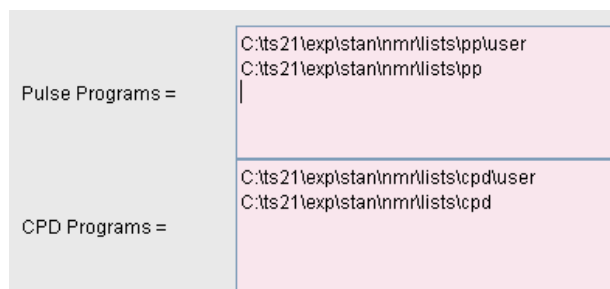 C:\ts21\exp\stan\nmr\lists\pp\user
C:\ts21\exp\stan\nmr\lists\pp
Pulse Programs =
C:\ts21\exp\stan\nmr\lists\cpd\user
C:\ts21\exp\stan\nmr\lists\cpd
CPD Programs =